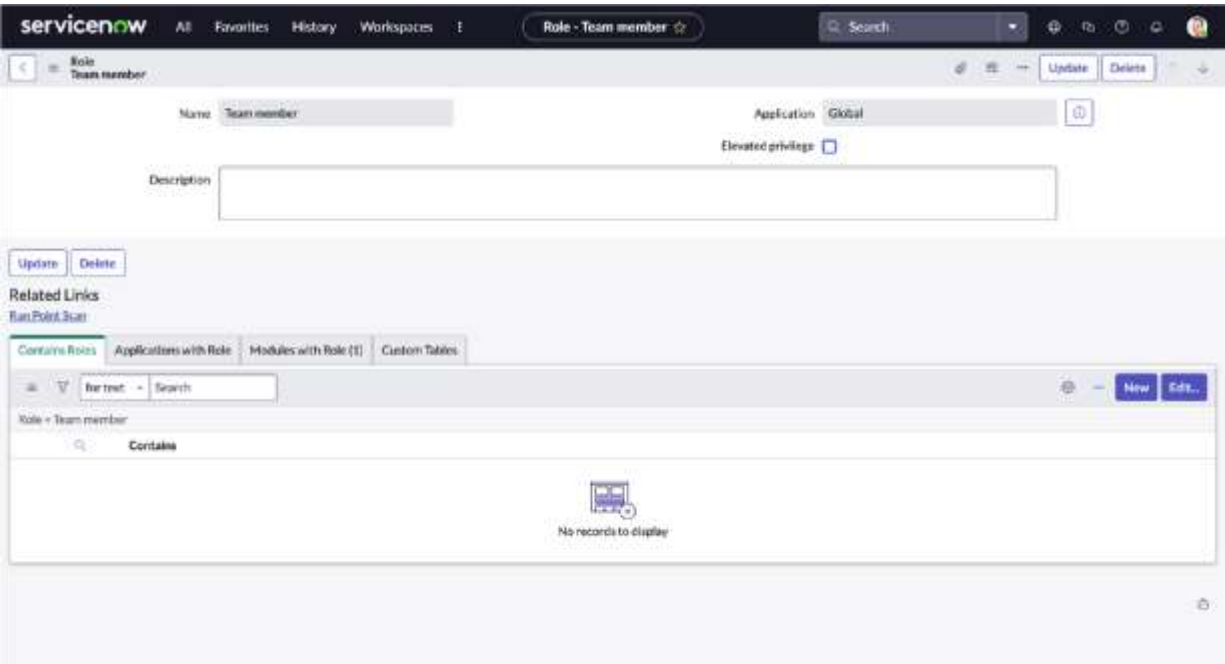 servicenow All Favorites History Workspaces Role - Team member Search
Role
Team member
Update Delete
Name Team member
Application Global
Elevated privilege
Description
Update Delete
Related Links
Run Point Scan
Contains Roles Applications with Role Modules with Role (1) Custom Tables
for text Search New Edit...
Role = Team member
Contains
No records to display